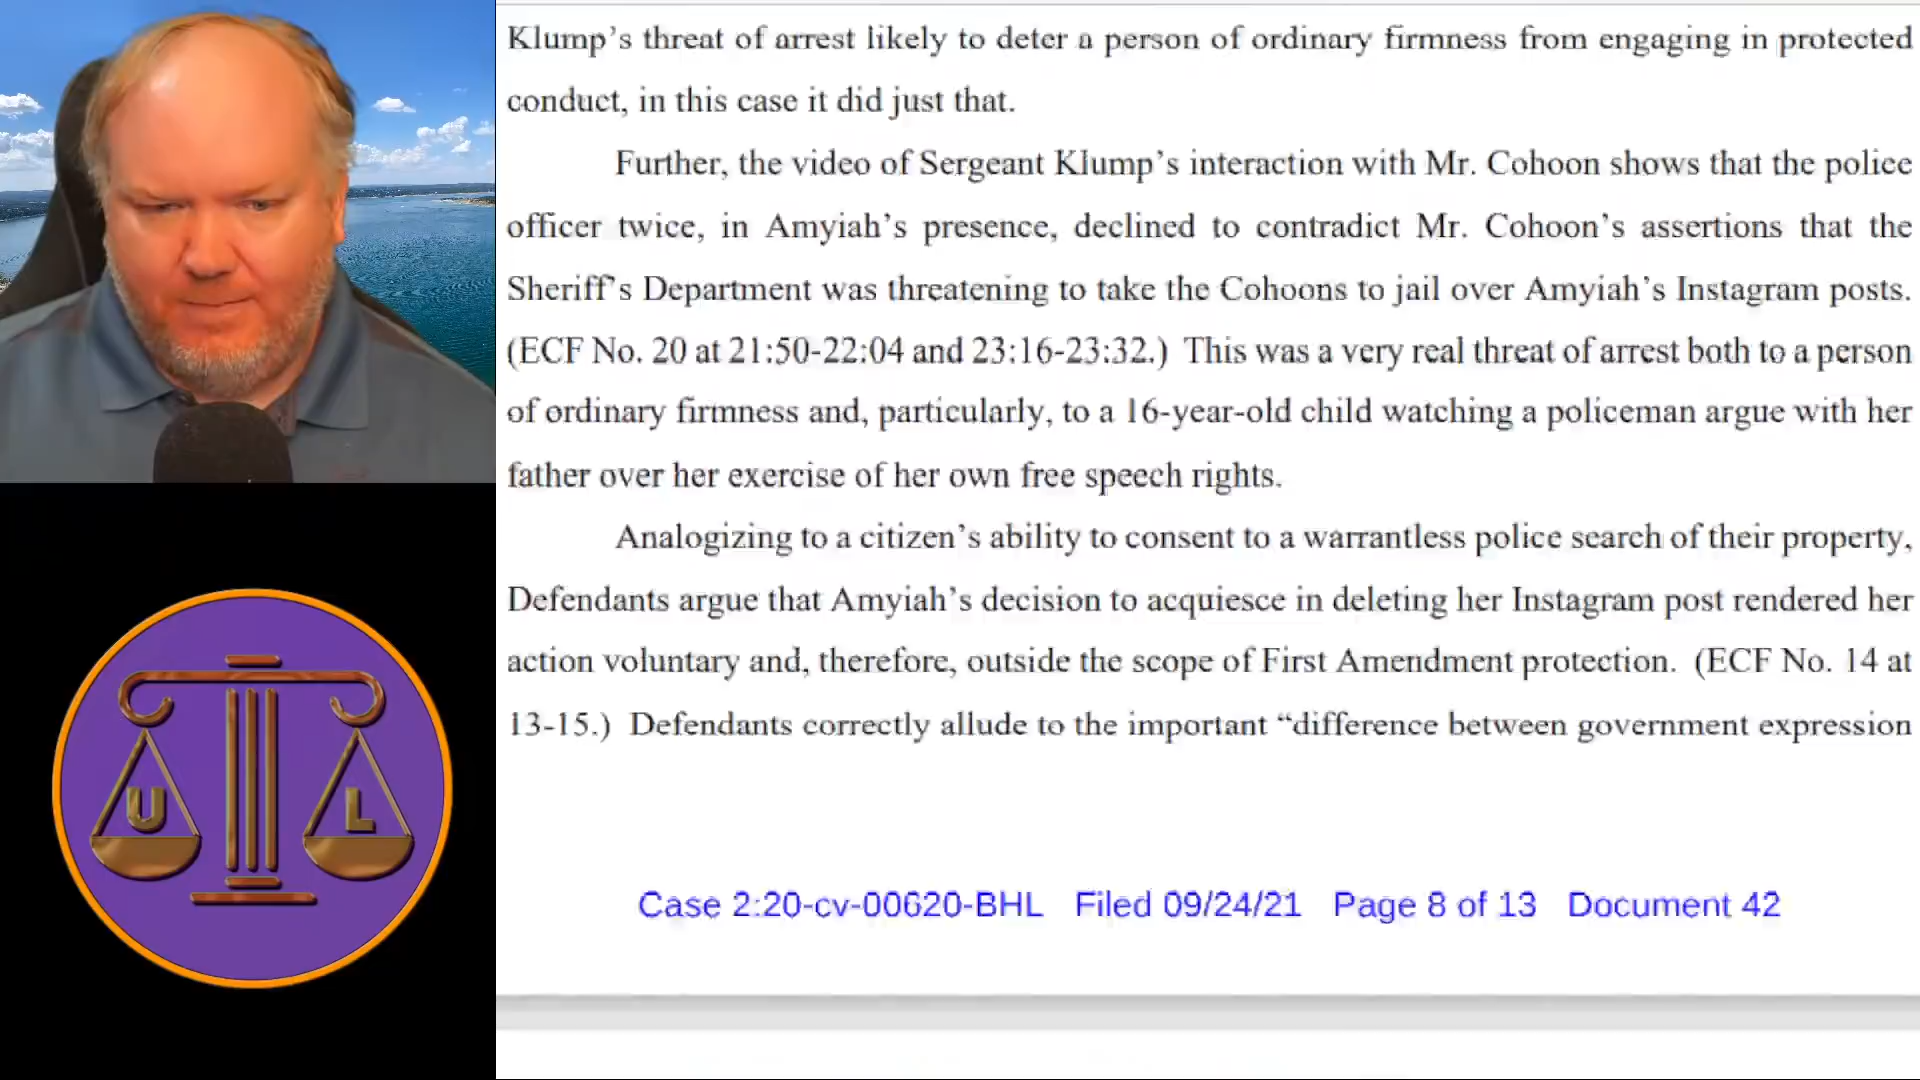 Klump’s threat of arrest likely to deter a person of ordinary firmness from engaging in protected
conduct, in this case it did just that.
Further, the video of Sergeant Klump’s interaction with Mr. Cohoon shows that the police
officer twice, in Amyiah’s presence, declined to contradict Mr. Cohoon’s assertions that the
Sheriff’s Department was threatening to take the Cohoons to jail over Amyiah’s Instagram posts.
(ECF No. 20 at 21:50-22:04 and 23:16-23:32.) This was a very real threat of arrest both to a person
of ordinary firmness and, particularly, to a 16-year-old child watching a policeman argue with her
father over her exercise of her own free speech rights.
Analogizing to a citizen’s ability to consent to a warrantless police search of their property,
Defendants argue that Amyiah’s decision to acquiesce in deleting her Instagram post rendered her
action voluntary and, therefore, outside the scope of First Amendment protection. (ECF No. 14 at
13-15.) Defendants correctly allude to the important “difference between government expression
Case 2:20-cv-00620-BHL Filed 09/24/21 Page 8 of 13 Document 42
U L